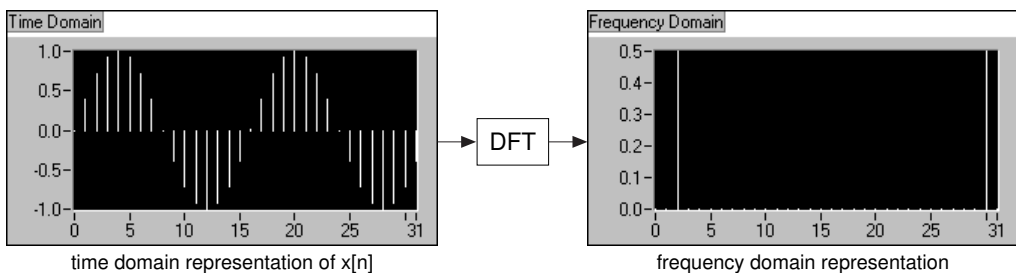 Time Domain
1.0
0.5
0.0
-0.5
-1.0
0 5 10 15 20 25 31
time domain representation of x[n]
DFT
Frequency Domain
0.5
0.4
0.3
0.2
0.1
0.0
0 5 10 15 20 25 31
frequency domain representation